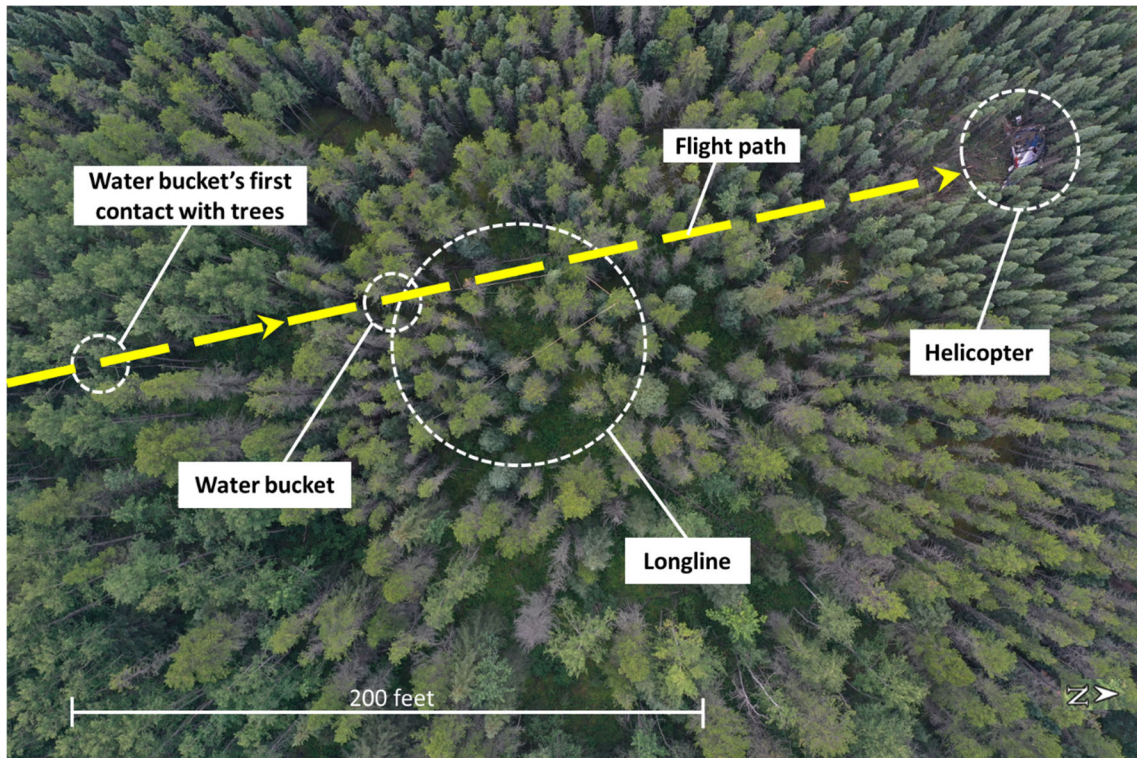 Flight path
Water bucket's first
contact with trees
Helicopter
Water bucket
Longline
200 feet
N